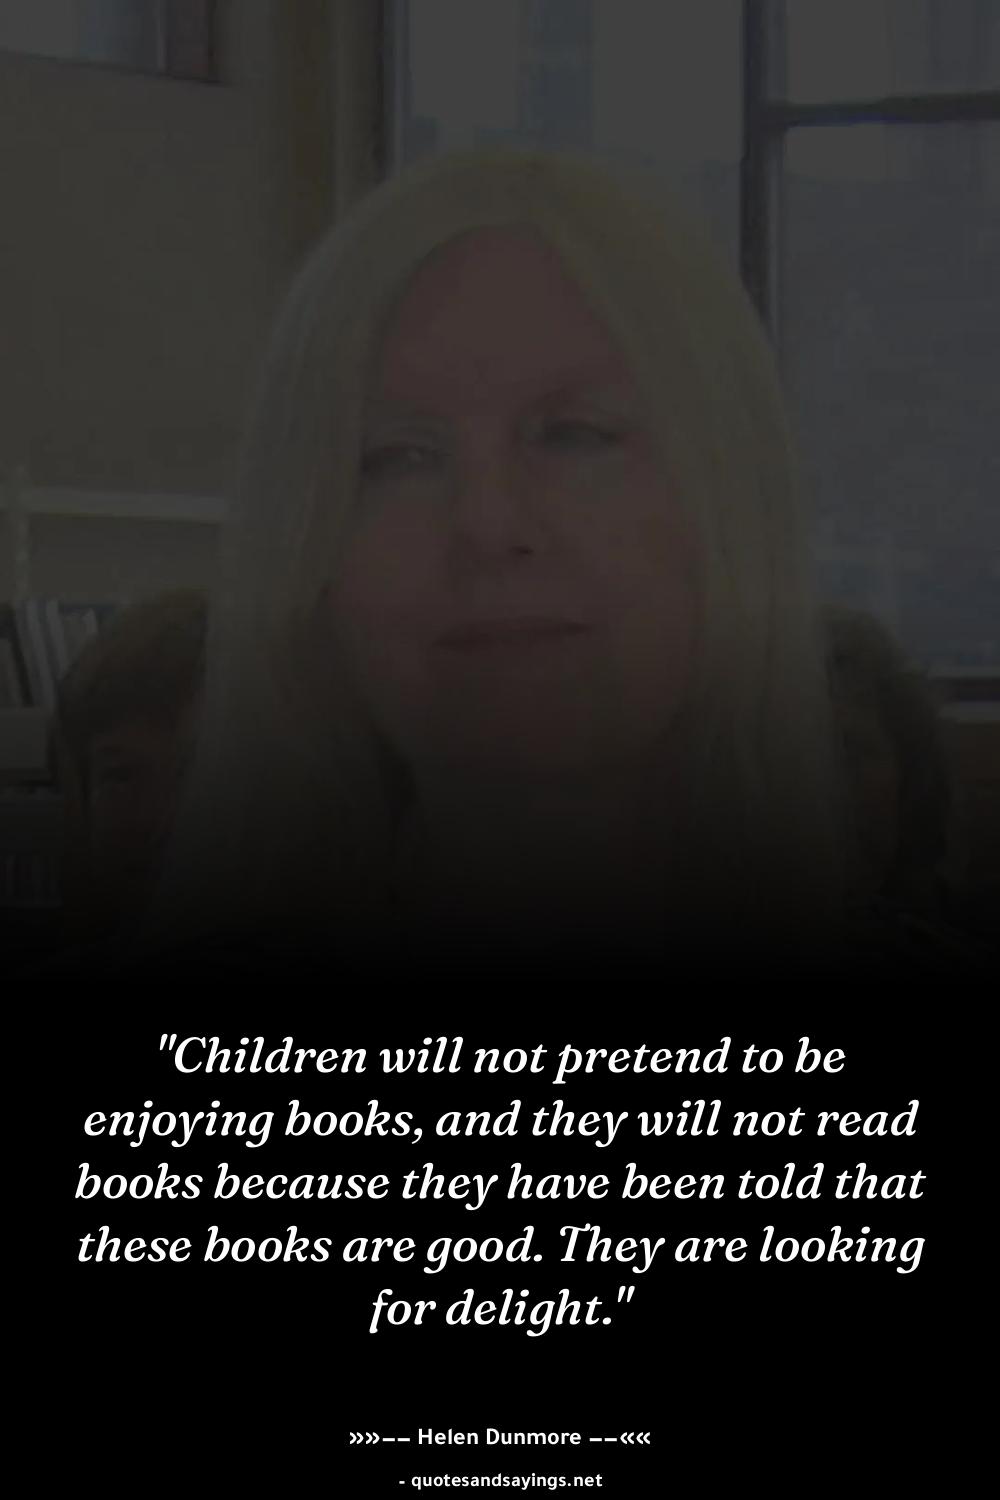 "Children will not pretend to be
enjoying books, and they will not read
books because they have been told that
these books are good. They are looking
for delight."
»»–– Helen Dunmore ––««
- quotesandsayings.net